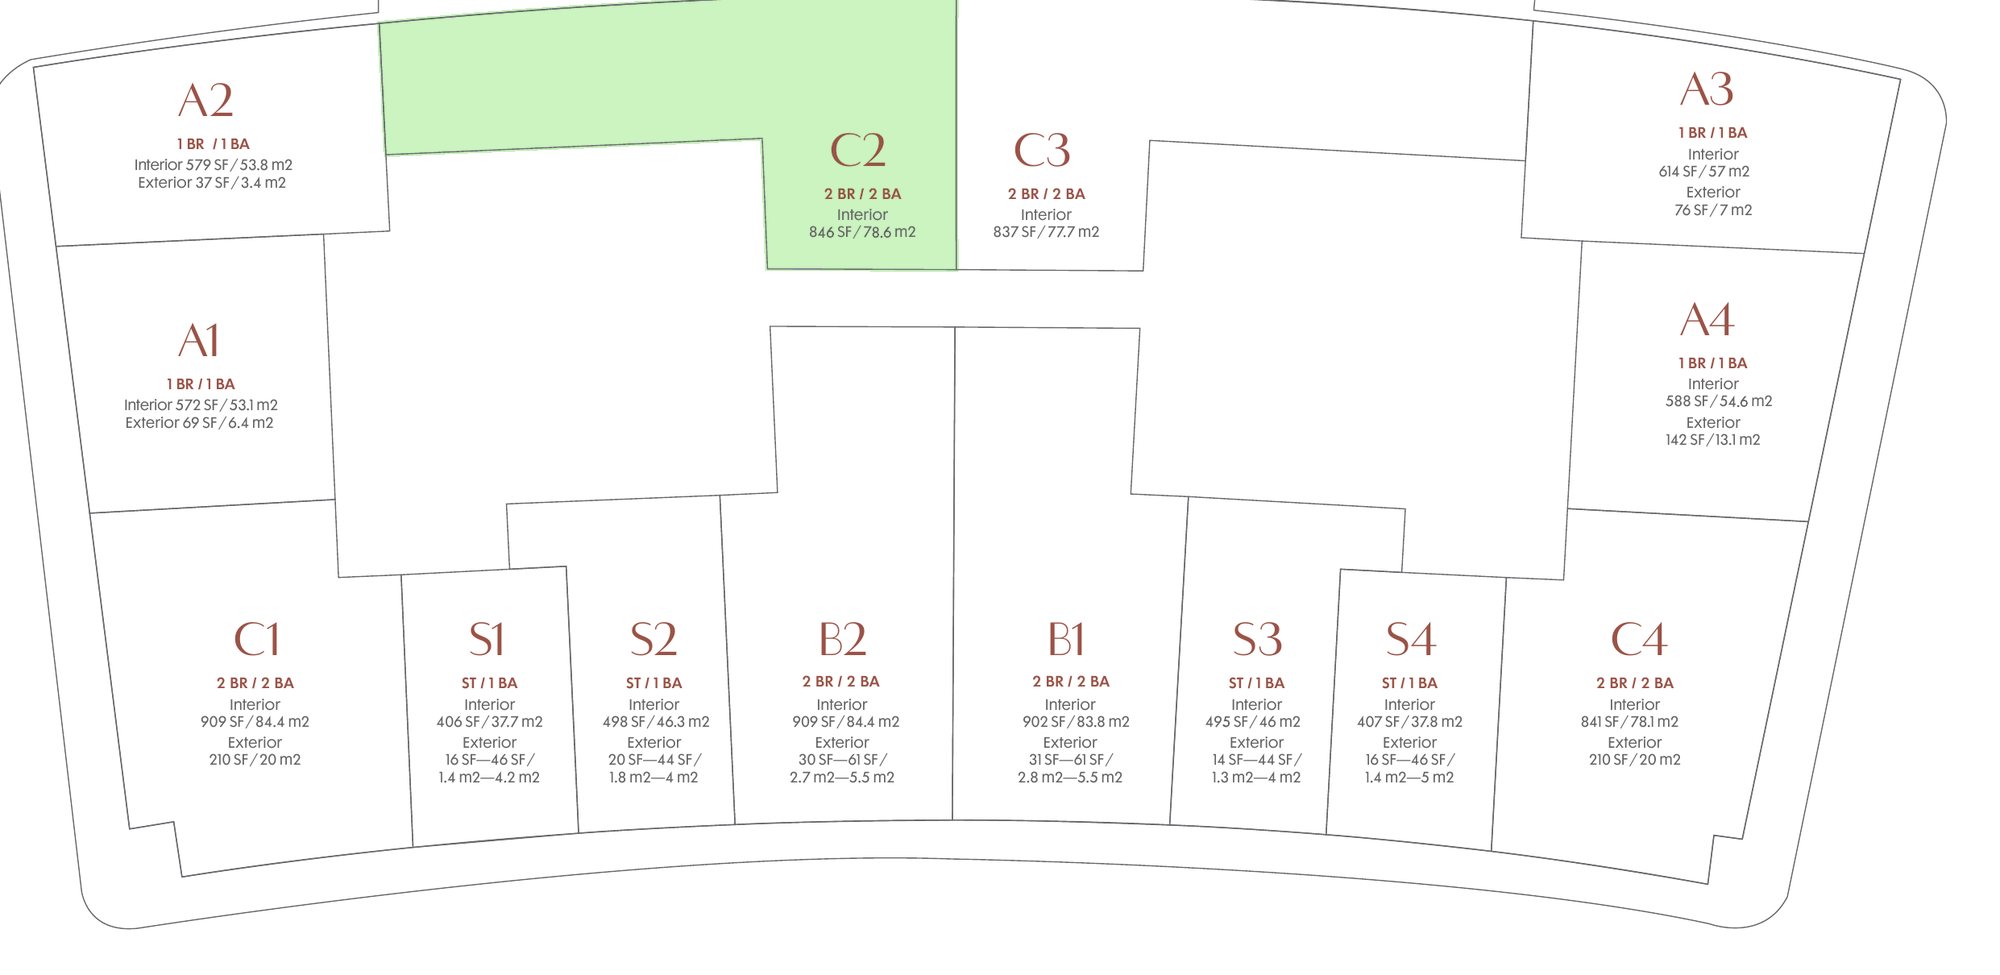 A2
1 BR / 1 BA
Interior 579 SF/53.8 m2
Exterior 37 SF/3.4 m2
C2
2 BR / 2 BA
Interior
846 SF/78.6 m2
C3
2 BR / 2 BA
Interior
837 SF/77.7 m2
A3
1 BR / 1 BA
Interior
614 SF/57 m2
Exterior
76 SF/7 m2
A1
1 BR / 1 BA
Interior 572 SF/53.1 m2
Exterior 69 SF/6.4 m2
A4
1 BR / 1 BA
Interior
588 SF/54.6 m2
Exterior
142 SF/13.1 m2
C1
2 BR / 2 BA
Interior
909 SF/84.4 m2
Exterior
210 SF/20 m2
S1
ST / 1 BA
Interior
406 SF/37.7 m2
Exterior
16 SF—46 SF/
1.4 m2—4.2 m2
S2
ST / 1 BA
Interior
498 SF/46.3 m2
Exterior
20 SF—44 SF/
1.8 m2—4 m2
B2
2 BR / 2 BA
Interior
909 SF/84.4 m2
Exterior
30 SF—61 SF/
2.7 m2—5.5 m2
B1
2 BR / 2 BA
Interior
902 SF/83.8 m2
Exterior
31 SF—61 SF/
2.8 m2—5.5 m2
S3
ST / 1 BA
Interior
495 SF/46 m2
Exterior
14 SF—44 SF/
1.3 m2—4 m2
S4
ST / 1 BA
Interior
407 SF/37.8 m2
Exterior
16 SF—46 SF/
1.4 m2—5 m2
C4
2 BR / 2 BA
Interior
841 SF/78.1 m2
Exterior
210 SF/20 m2